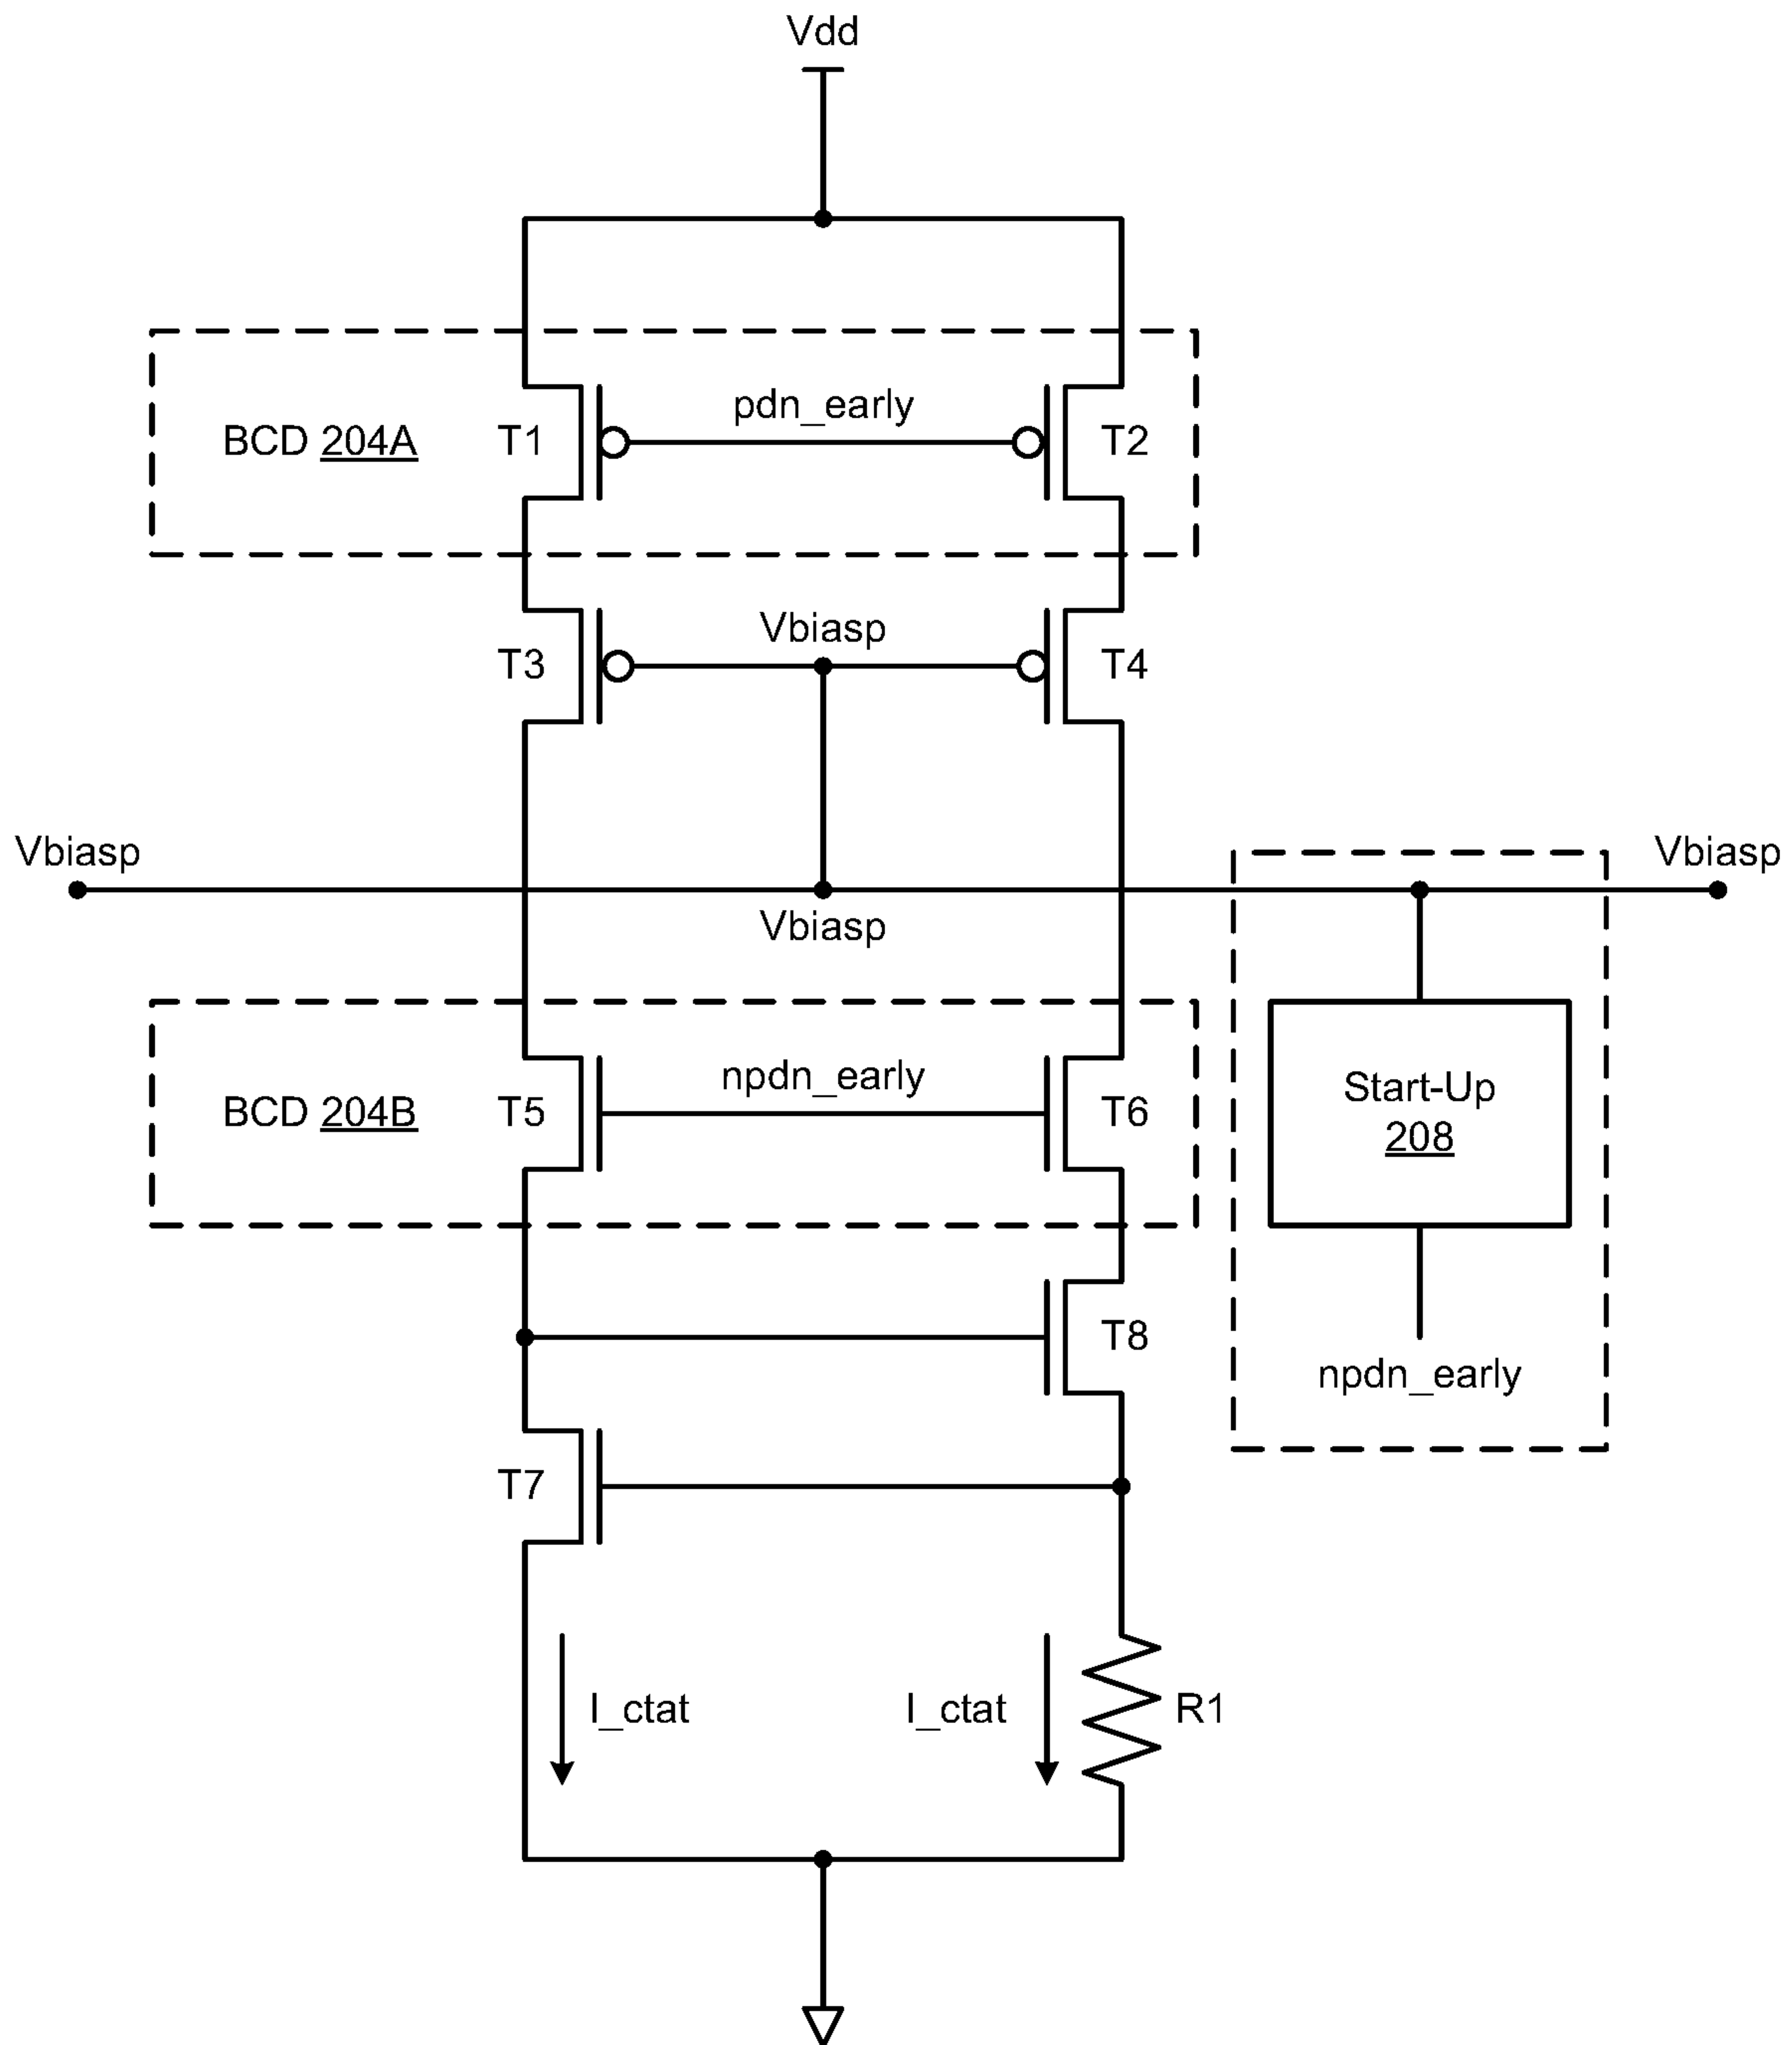 Vdd
pdn_early
BCD 204A
T1
T2
Vbiasp
T3
T4
Vbiasp
Vbiasp
Vbiasp
npdn_early
BCD 204B
T5
T6
Start-Up
208
T8
npdn_early
T7
I_ctat
I_ctat
R1